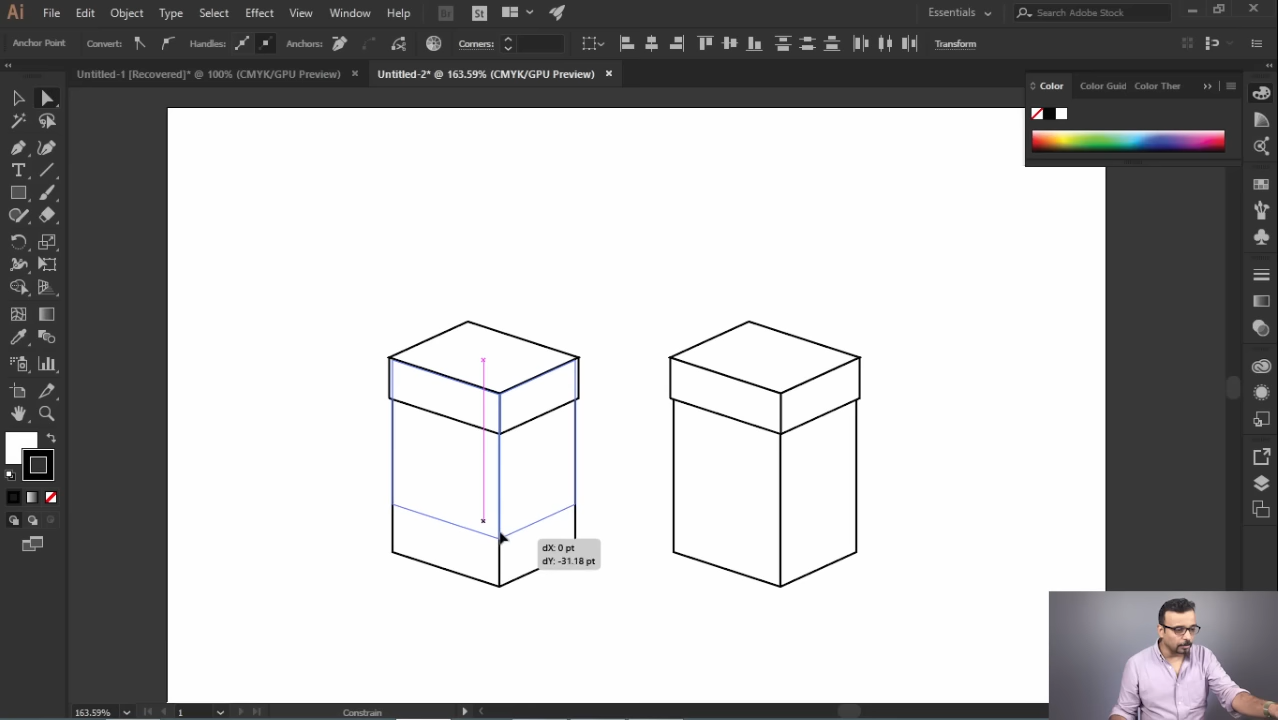 Ai File Edit Object Type Select Effect View Window Help Br St Essentials Search Adobe Stock
Anchor Point Convert: Handles: Anchors: Corners: Transform
Untitled-1 [Recovered]* @ 100% (CMYK/GPU Preview) Untitled-2* @ 163.59% (CMYK/GPU Preview)
Color Color Guid Color Ther
dX: 0 pt
dY: -31.18 pt
163.59% 1 Constrain